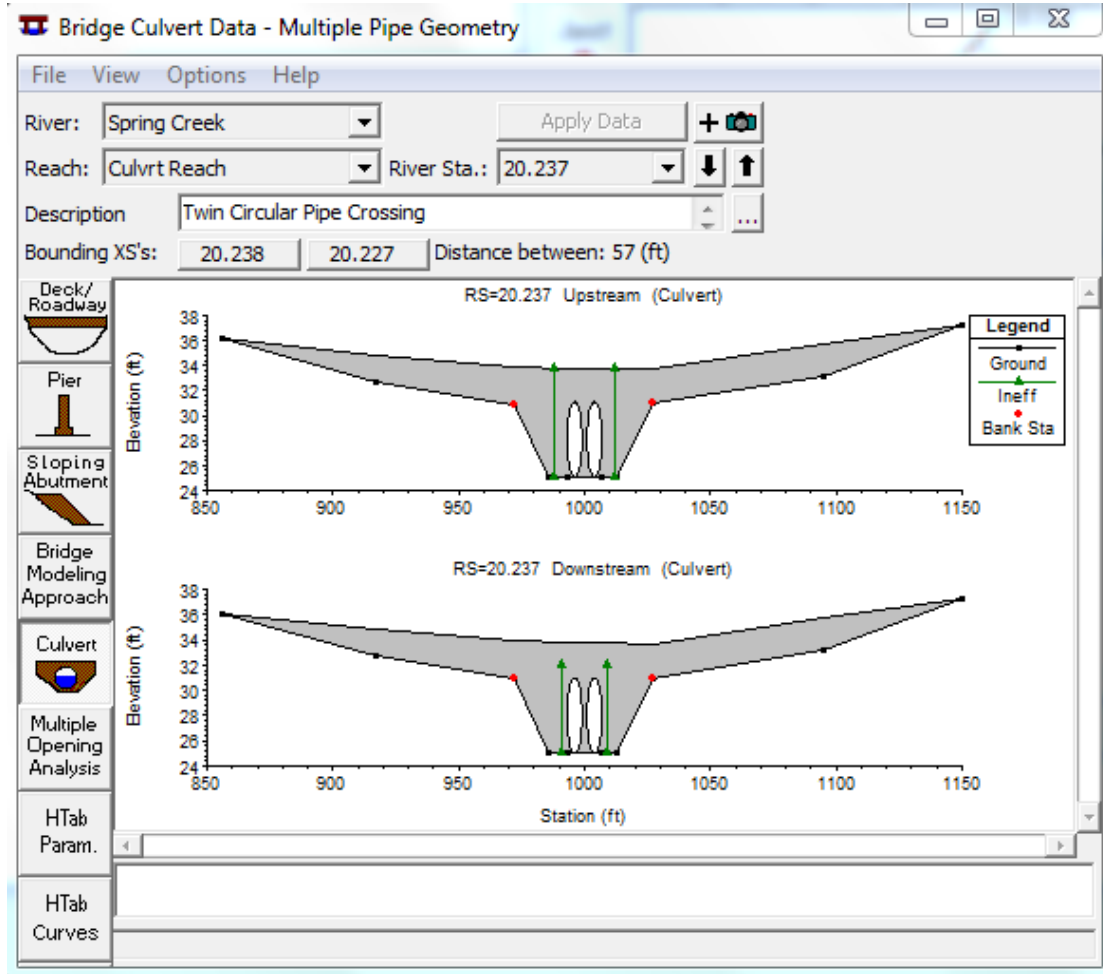 Bridge Culvert Data - Multiple Pipe Geometry
File View Options Help
River: Spring Creek Apply Data +
Reach: Culvrt Reach River Sta.: 20.237
Description Twin Circular Pipe Crossing ...
Bounding XS's: 20.238 20.227 Distance between: 57 (ft)
Deck/
Roadway
Pier
Sloping
Abutment
Bridge
Modeling
Approach
Culvert
Multiple
Opening
Analysis
HTab
Param.
HTab
Curves
RS=20.237 Upstream (Culvert)
Elevation (ft)
38
36
34
32
30
28
26
24
850 900 950 1000 1050 1100 1150
Legend
Ground
Ineff
Bank Sta
RS=20.237 Downstream (Culvert)
Elevation (ft)
38
36
34
32
30
28
26
24
850 900 950 1000 1050 1100 1150
Station (ft)